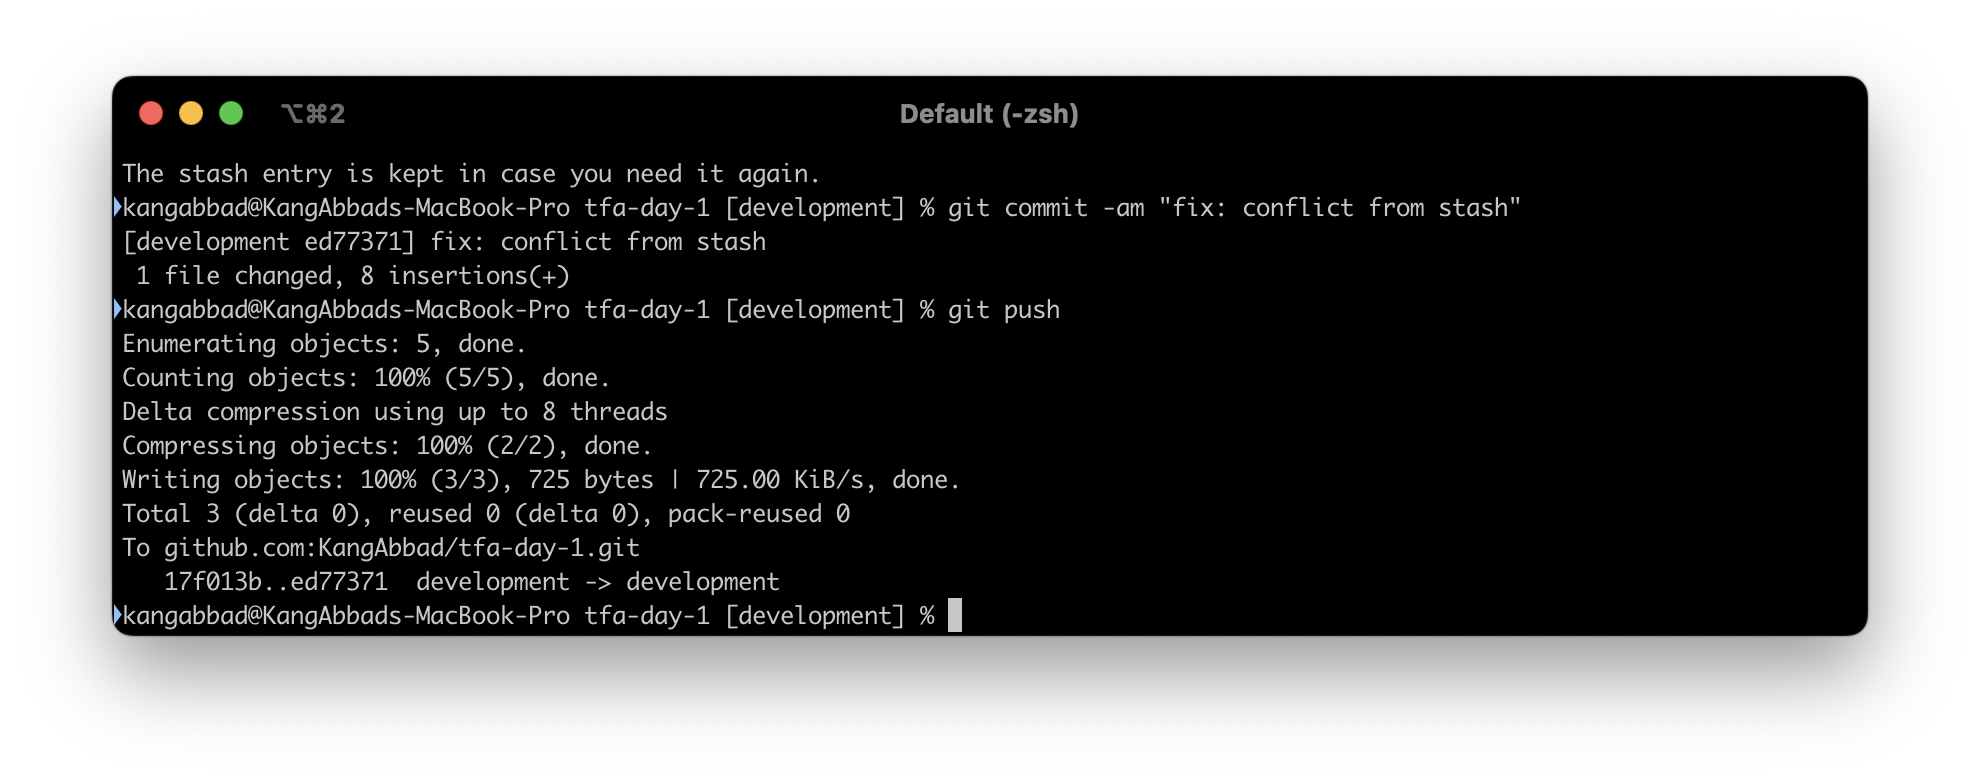 ⌥⌘2
Default (-zsh)
The stash entry is kept in case you need it again.
kangabbad@KangAbbads-MacBook-Pro tfa-day-1 [development] % git commit -am "fix: conflict from stash"
[development ed77371] fix: conflict from stash
 1 file changed, 8 insertions(+)
kangabbad@KangAbbads-MacBook-Pro tfa-day-1 [development] % git push
Enumerating objects: 5, done.
Counting objects: 100% (5/5), done.
Delta compression using up to 8 threads
Compressing objects: 100% (2/2), done.
Writing objects: 100% (3/3), 725 bytes | 725.00 KiB/s, done.
Total 3 (delta 0), reused 0 (delta 0), pack-reused 0
To github.com:KangAbbad/tfa-day-1.git
   17f013b..ed77371  development -> development
kangabbad@KangAbbads-MacBook-Pro tfa-day-1 [development] %